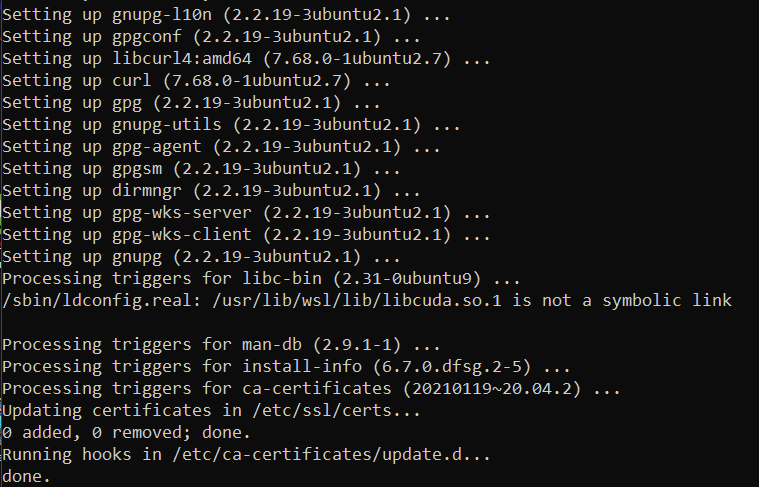 Setting up gnupg-l10n (2.2.19-3ubuntu2.1) ...
Setting up gpgconf (2.2.19-3ubuntu2.1) ...
Setting up libcurl4:amd64 (7.68.0-1ubuntu2.7) ...
Setting up curl (7.68.0-1ubuntu2.7) ...
Setting up gpg (2.2.19-3ubuntu2.1) ...
Setting up gnupg-utils (2.2.19-3ubuntu2.1) ...
Setting up gpg-agent (2.2.19-3ubuntu2.1) ...
Setting up gpgsm (2.2.19-3ubuntu2.1) ...
Setting up dirmngr (2.2.19-3ubuntu2.1) ...
Setting up gpg-wks-server (2.2.19-3ubuntu2.1) ...
Setting up gpg-wks-client (2.2.19-3ubuntu2.1) ...
Setting up gnupg (2.2.19-3ubuntu2.1) ...
Processing triggers for libc-bin (2.31-0ubuntu9) ...
/sbin/ldconfig.real: /usr/lib/wsl/lib/libcuda.so.1 is not a symbolic link

Processing triggers for man-db (2.9.1-1) ...
Processing triggers for install-info (6.7.0.dfsg.2-5) ...
Processing triggers for ca-certificates (20210119~20.04.2) ...
Updating certificates in /etc/ssl/certs...
0 added, 0 removed; done.
Running hooks in /etc/ca-certificates/update.d...
done.